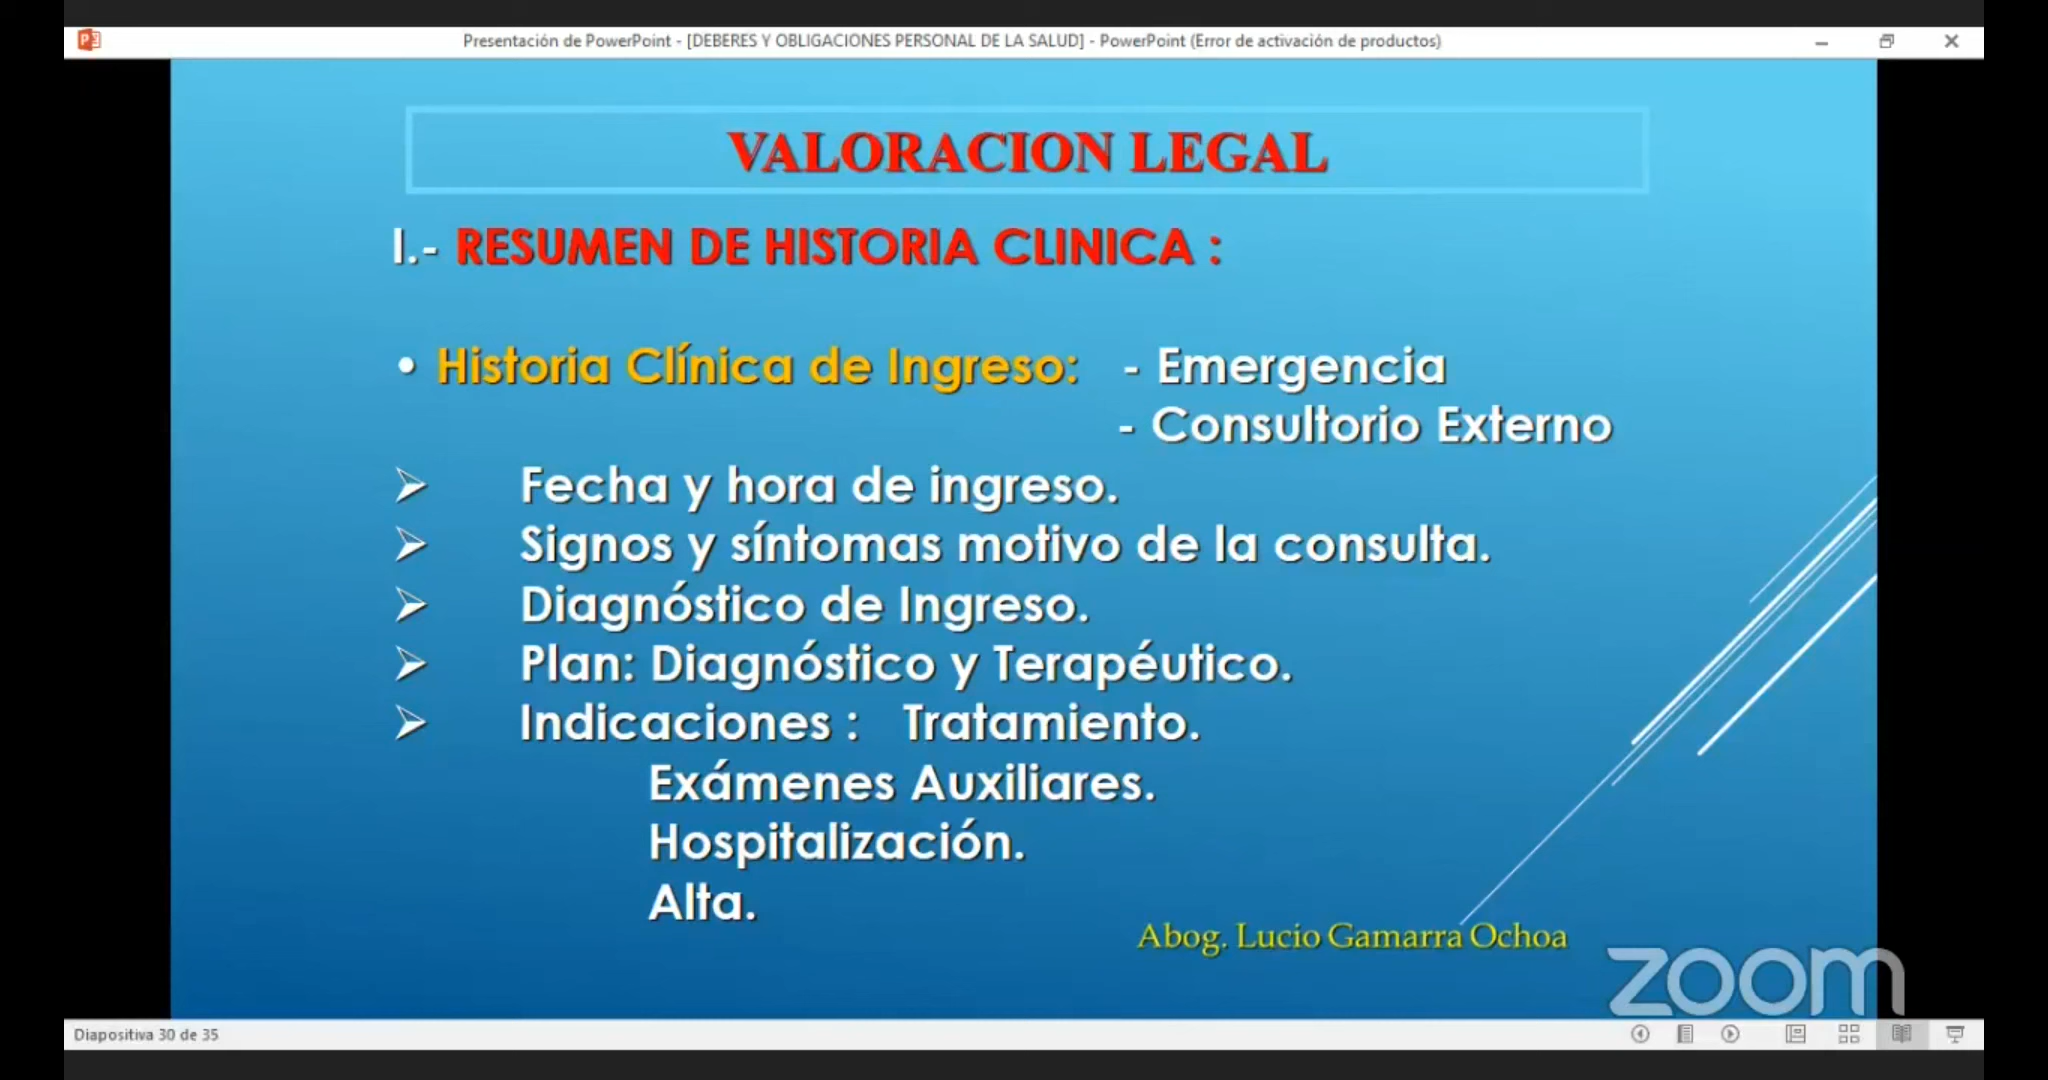 Presentación de PowerPoint - [DEBERES Y OBLIGACIONES PERSONAL DE LA SALUD] - PowerPoint (Error de activación de productos)
VALORACION LEGAL
I.- RESUMEN DE HISTORIA CLINICA :
• Historia Clínica de Ingreso: - Emergencia
- Consultorio Externo
➢ Fecha y hora de ingreso.
➢ Signos y síntomas motivo de la consulta.
➢ Diagnóstico de Ingreso.
➢ Plan: Diagnóstico y Terapéutico.
➢ Indicaciones : Tratamiento.
Exámenes Auxiliares.
Hospitalización.
Alta.
Abog. Lucio Gamarra Ochoa
zoom
Diapositiva 30 de 35